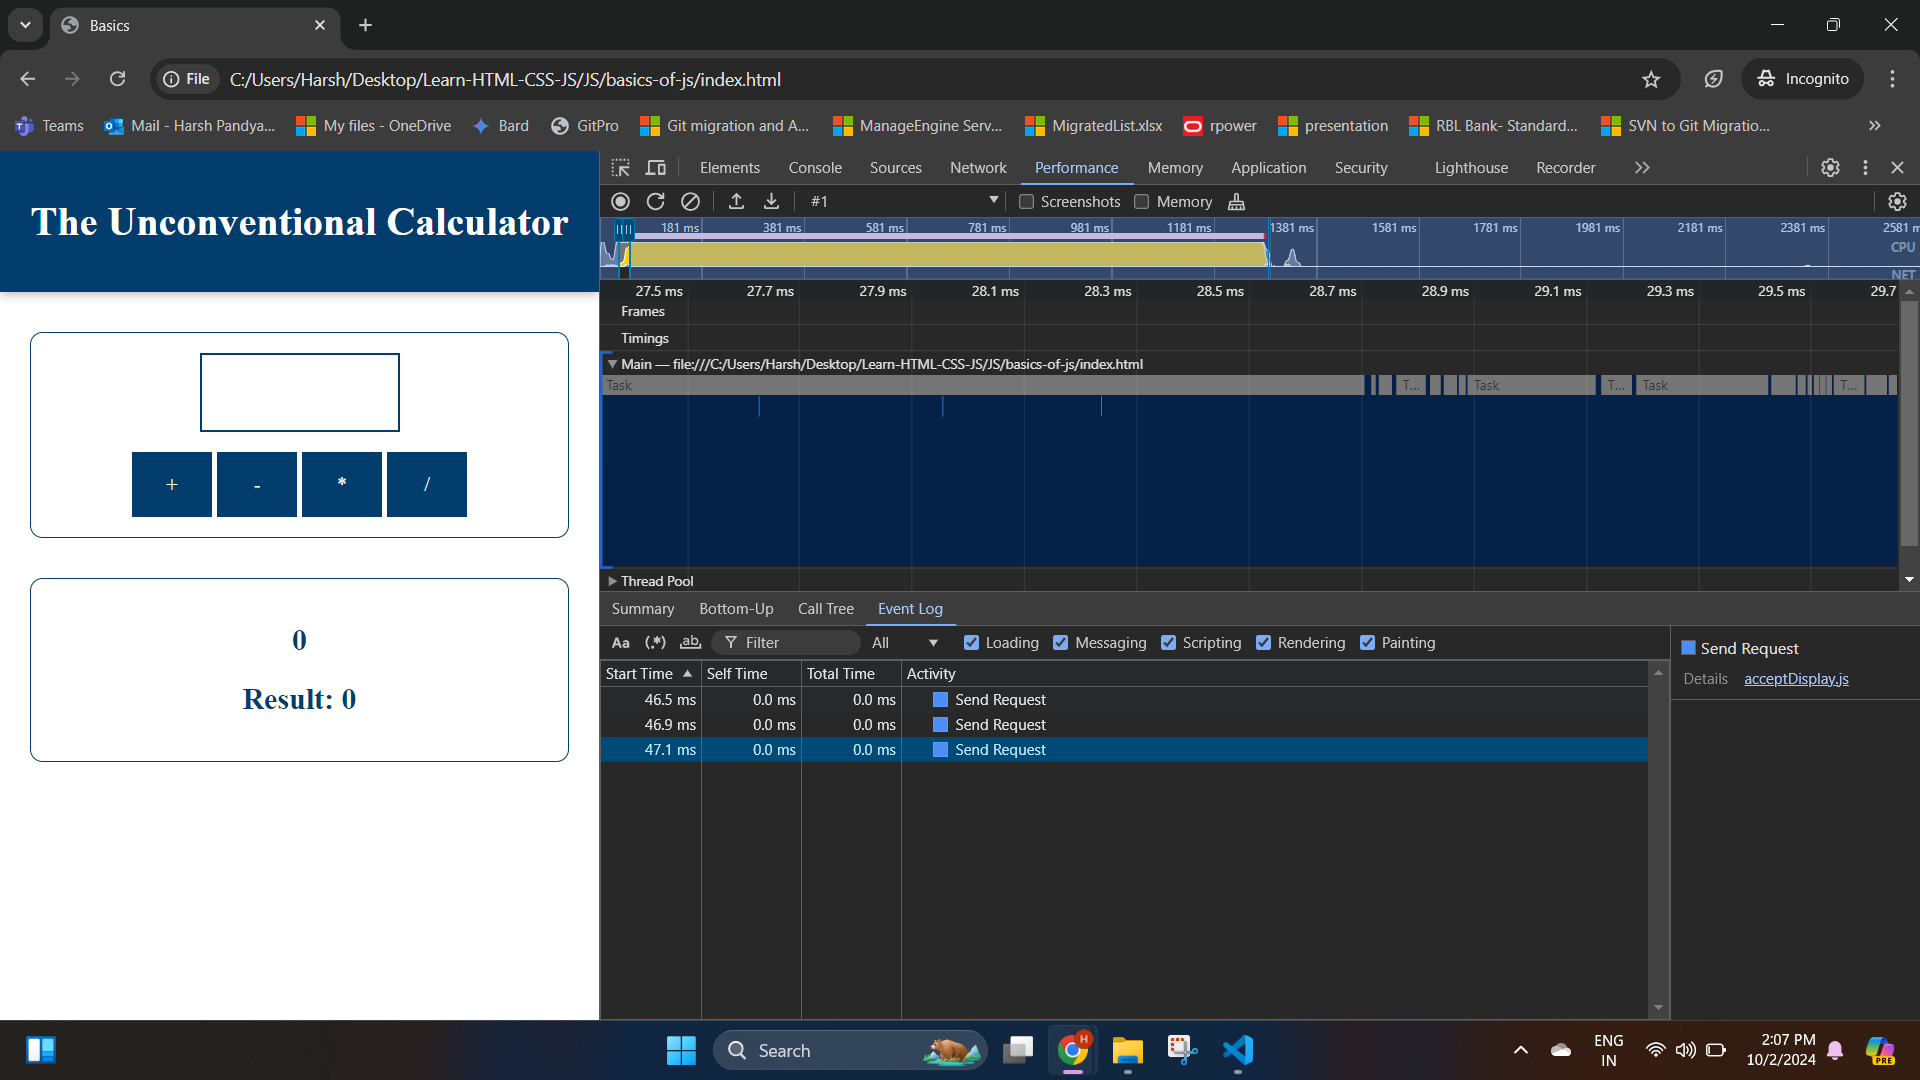 Basics
File C:/Users/Harsh/Desktop/Learn-HTML-CSS-JS/JS/basics-of-js/index.html Incognito
Teams Mail - Harsh Pandya... My files - OneDrive Bard GitPro Git migration and A... ManageEngine Serv... MigratedList.xlsx rpower presentation RBL Bank- Standard... SVN to Git Migratio...
The Unconventional Calculator
+ - * /
0
Result: 0
Elements Console Sources Network Performance Memory Application Security Lighthouse Recorder
#1 Screenshots Memory
181 ms 381 ms 581 ms 781 ms 981 ms 1181 ms 1381 ms 1581 ms 1781 ms 1981 ms 2181 ms 2381 ms 2581 m
CPU
NET
27.5 ms 27.7 ms 27.9 ms 28.1 ms 28.3 ms 28.5 ms 28.7 ms 28.9 ms 29.1 ms 29.3 ms 29.5 ms 29.7
Frames
Timings
Main — file:///C:/Users/Harsh/Desktop/Learn-HTML-CSS-JS/JS/basics-of-js/index.html
Task T... Task T... Task T...
Thread Pool
Summary Bottom-Up Call Tree Event Log
Aa (.*) ab Filter All Loading Messaging Scripting Rendering Painting
Start Time Self Time Total Time Activity
46.5 ms 0.0 ms 0.0 ms Send Request
46.9 ms 0.0 ms 0.0 ms Send Request
47.1 ms 0.0 ms 0.0 ms Send Request
Send Request
Details acceptDisplay.js
Search
H
ENG
IN
2:07 PM
10/2/2024
PRE